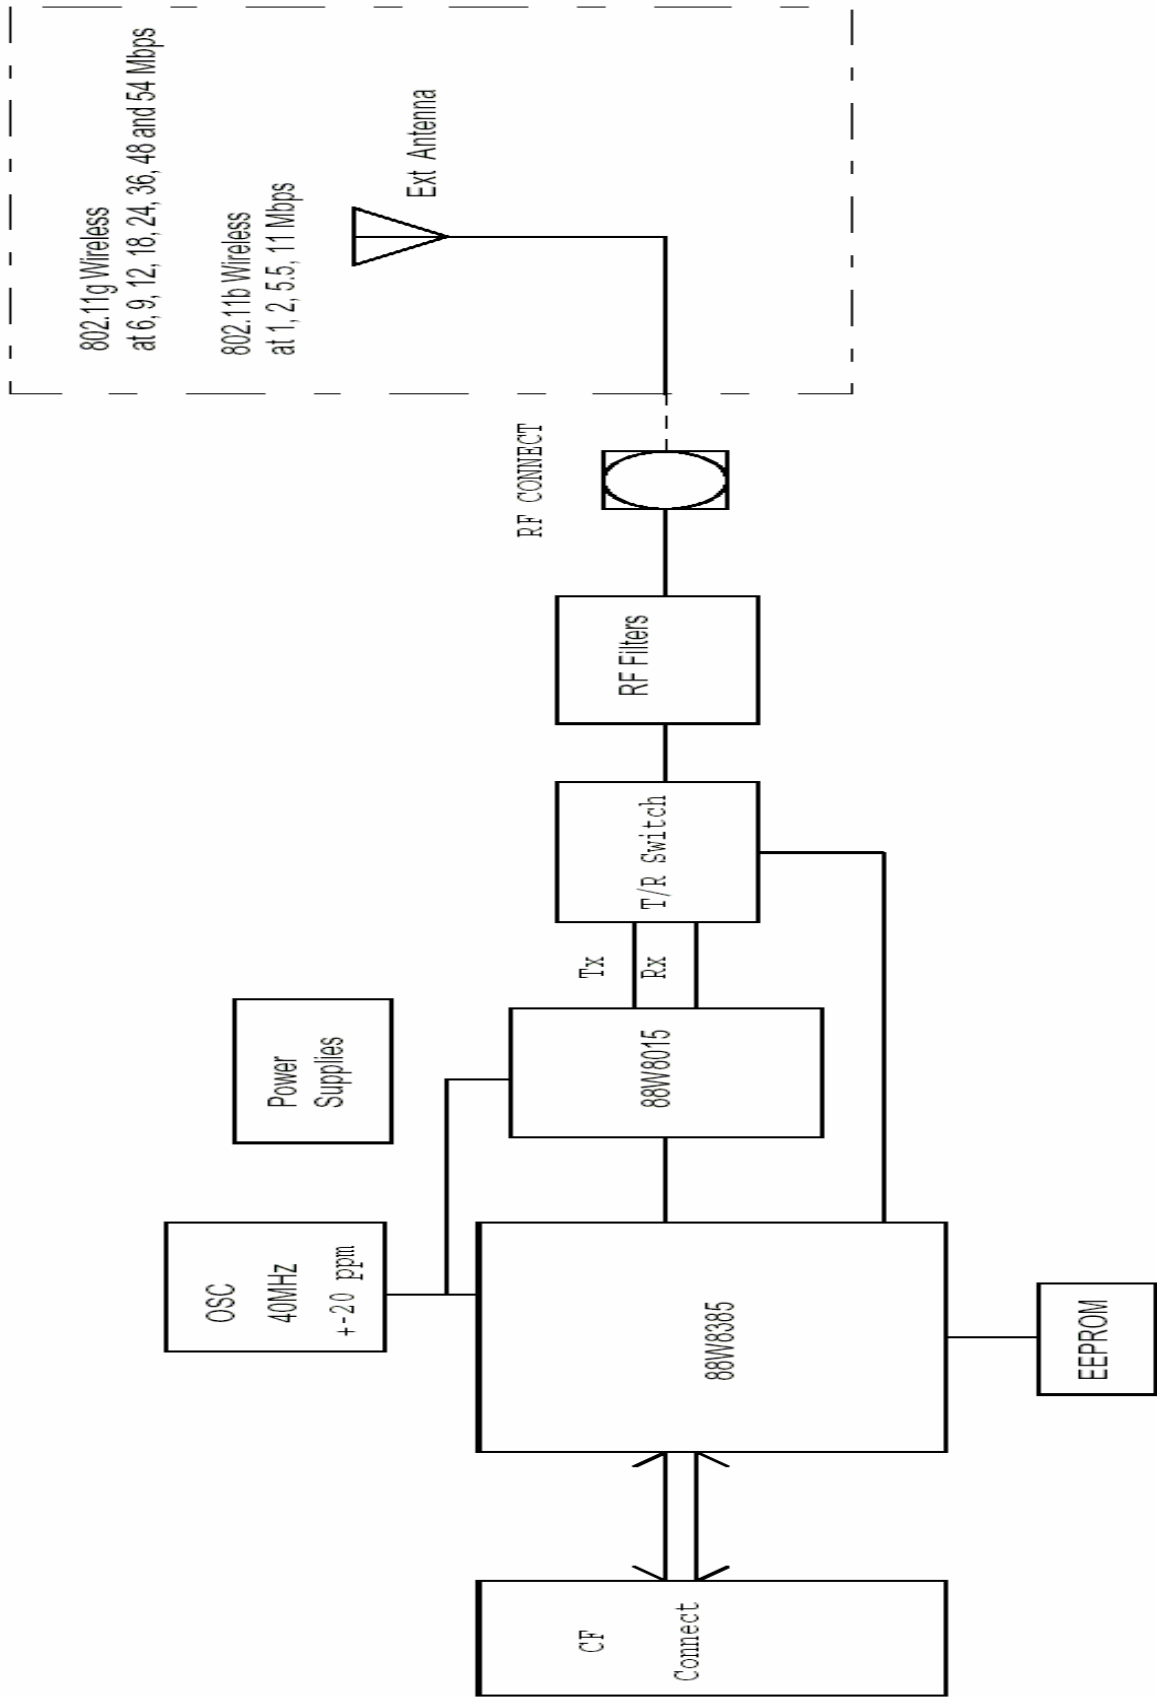 802.11g Wireless
at 6, 9, 12, 18, 24, 36, 48 and 54 Mbps
802.11b Wireless
at 1, 2, 5.5, 11 Mbps
Ext Antenna
OSC
40MHz
+-20 ppm
Power
Supplies
RF CONNECT
CF
Connect
88W8385
88W8015
Tx
Rx
T/R Switch
RF Filters
EEPROM